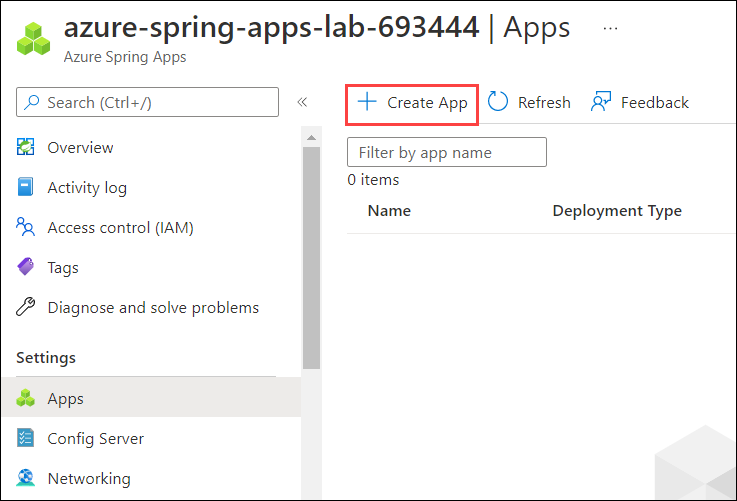 azure-spring-apps-lab-693444 | Apps ...
Azure Spring Apps
Search (Ctrl+/) «
+ Create App Refresh Feedback
Filter by app name
0 items
Name Deployment Type
Overview
Activity log
Access control (IAM)
Tags
Diagnose and solve problems
Settings
Apps
Config Server
Networking